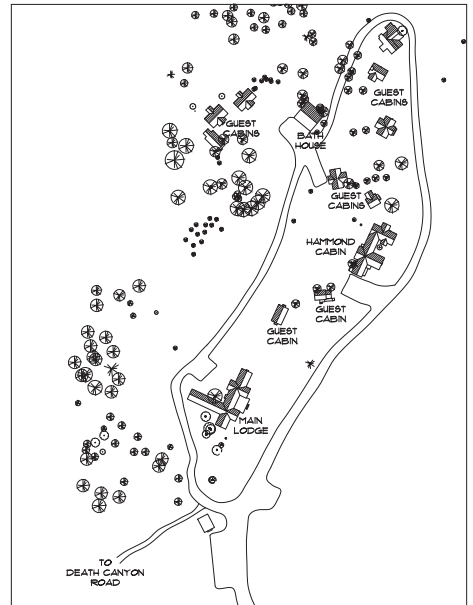 GUEST
CABINS
GUEST
CABINS
BATH
HOUSE
GUEST
CABINS
HAMMOND
CABIN
GUEST
CABIN
GUEST
CABIN
MAIN
LODGE
TO
DEATH CANYON
ROAD